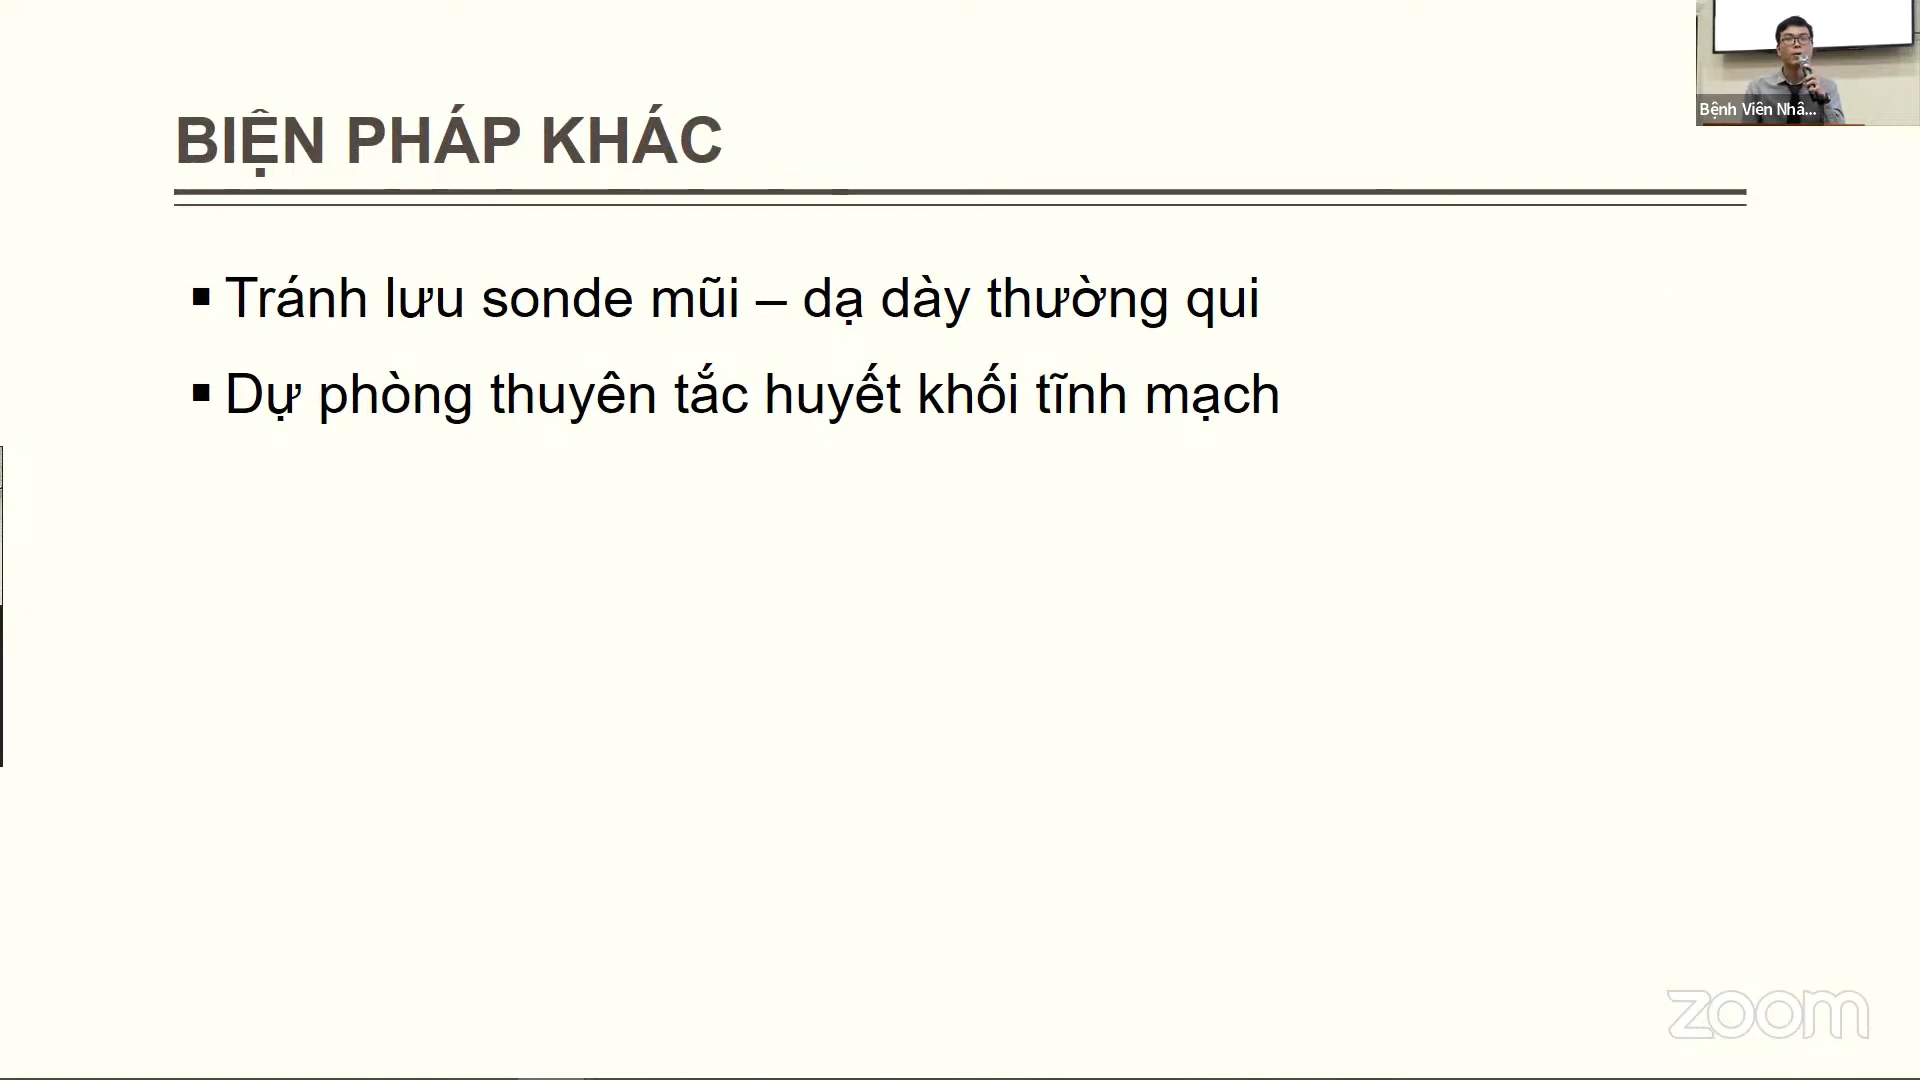 Bệnh Viện Nhâ...
BIỆN PHÁP KHÁC
▪ Tránh lưu sonde mũi – dạ dày thường qui
▪ Dự phòng thuyên tắc huyết khối tĩnh mạch
zoom